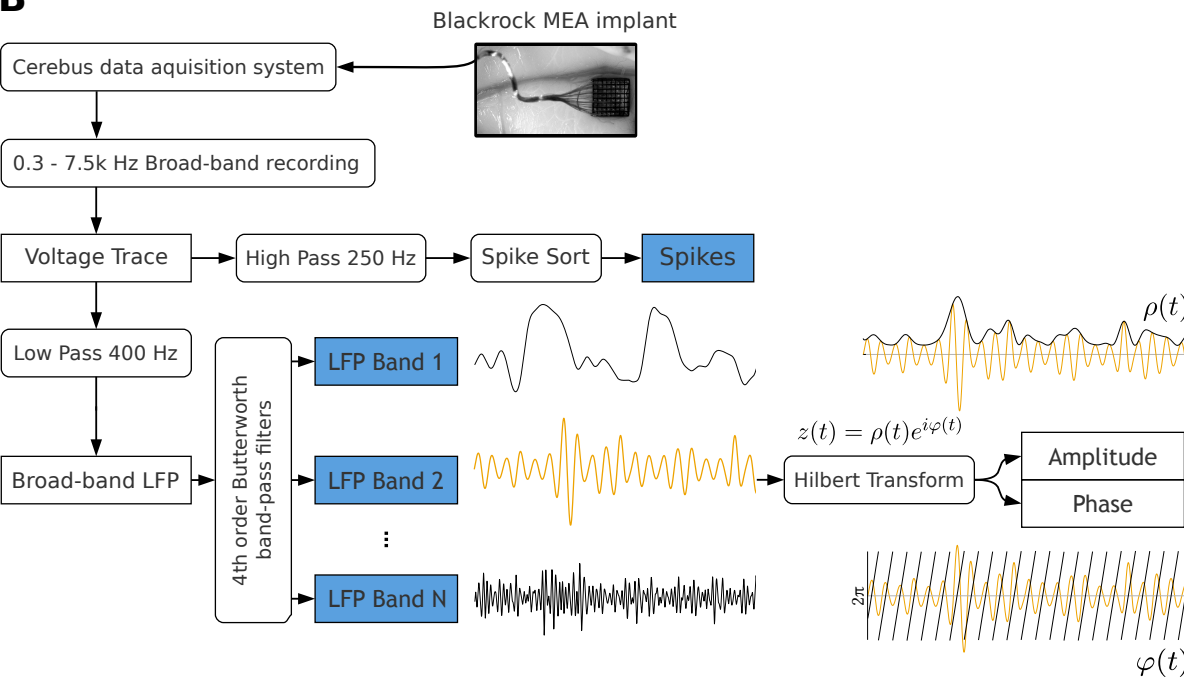 B
Blackrock MEA implant
Cerebus data aquisition system
0.3 - 7.5k Hz Broad-band recording
Voltage Trace
High Pass 250 Hz
Spike Sort
Spikes
Low Pass 400 Hz
Broad-band LFP
4th order Butterworth
band-pass filters
LFP Band 1
LFP Band 2
...
LFP Band N
ρ(t)
z(t) = ρ(t)e^{iφ(t)}
Hilbert Transform
Amplitude
Phase
2π
φ(t)